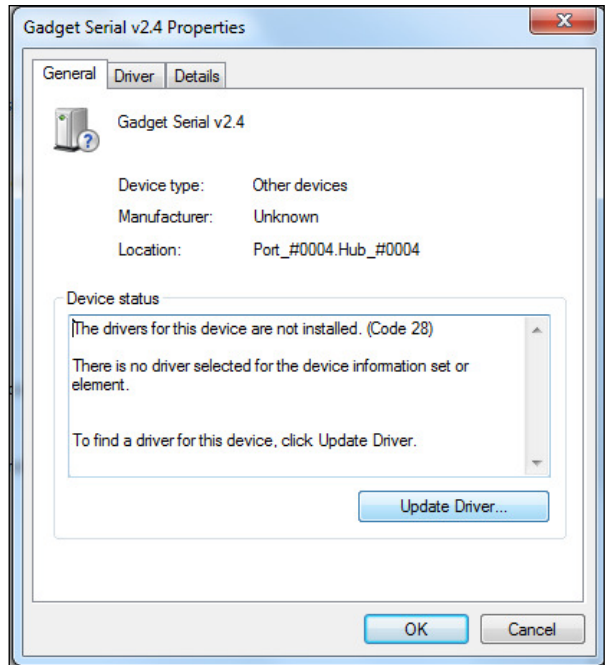 Gadget Serial v2.4 Properties
General Driver Details
Gadget Serial v2.4
Device type: Other devices
Manufacturer: Unknown
Location: Port_#0004.Hub_#0004
Device status
The drivers for this device are not installed. (Code 28)
There is no driver selected for the device information set or
element.
To find a driver for this device, click Update Driver.
Update Driver...
OK Cancel